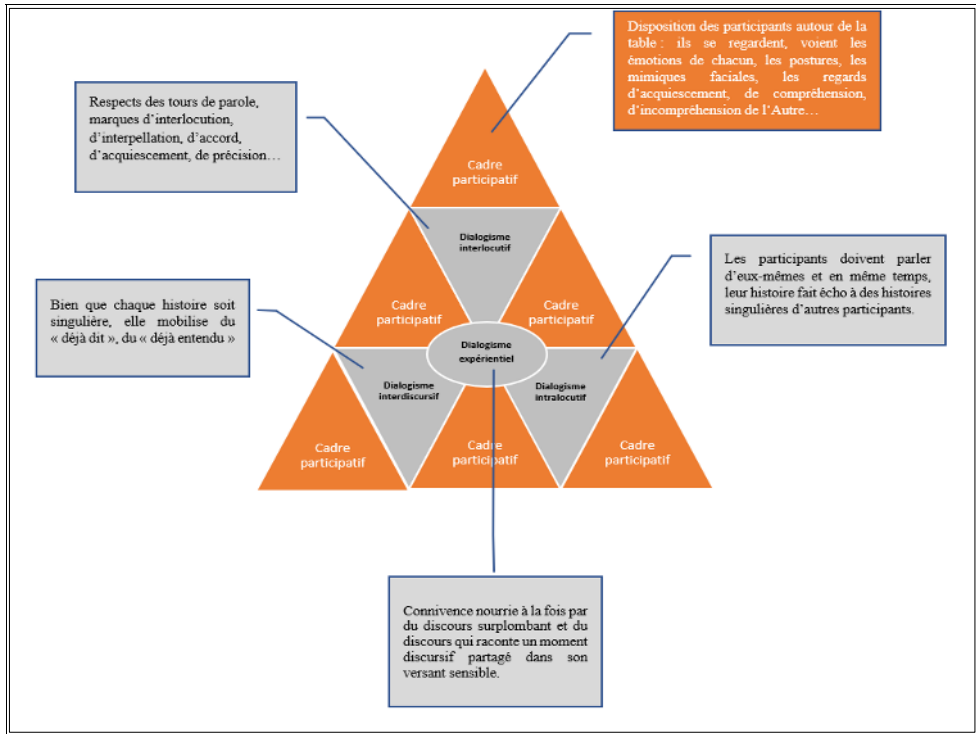 Disposition des participants autour de la
table : ils se regardent, voient les
émotions de chacun, les postures, les
mimiques faciales, les regards
d'acquiescement, de compréhension,
d'incompréhension de l'Autre…
Respects des tours de parole,
marques d'interlocution,
d'interpellation, d'accord,
d'acquiescement, de précision…
Cadre
participatif
Dialogisme
interlocutif
Les participants doivent parler
d'eux-mêmes et en même temps,
leur histoire fait écho à des histoires
singulières d'autres participants.
Bien que chaque histoire soit
singulière, elle mobilise du
« déjà dit », du « déjà entendu »
Cadre
participatif
Cadre
participatif
Dialogisme
expérientiel
Dialogisme
interdiscursif
Dialogisme
intralocutif
Cadre
participatif
Cadre
participatif
Cadre
participatif
Connivence nourrie à la fois par
du discours surplombant et du
discours qui raconte un moment
discursif partagé dans son
versant sensible.